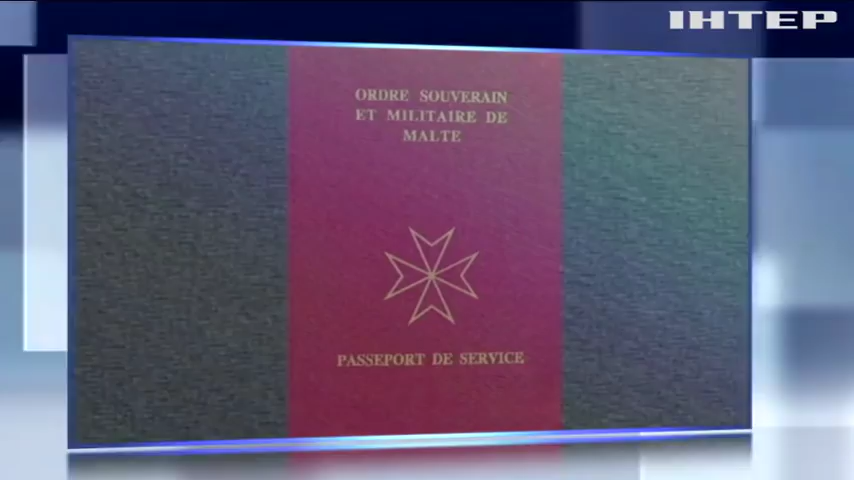 ІНТЕР
ORDRE SOUVERAIN
ET MILITAIRE DE
MALTE
PASSEPORT DE SERVICE